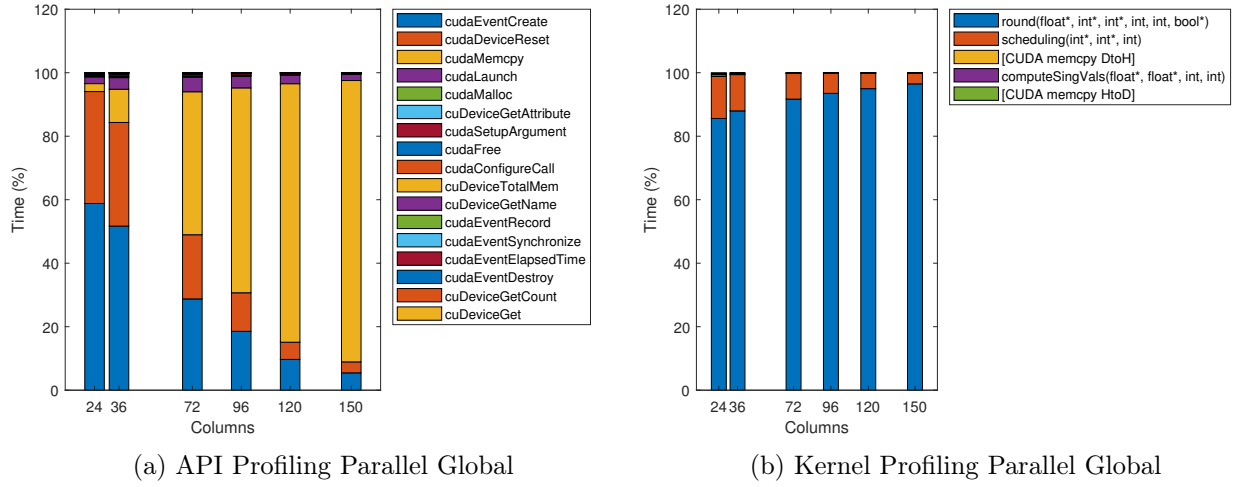 120
100
80
60
40
20
0
Time (%)
24 36 72 96 120 150
Columns
cudaEventCreate
cudaDeviceReset
cudaMemcpy
cudaLaunch
cudaMalloc
cuDeviceGetAttribute
cudaSetupArgument
cudaFree
cudaConfigureCall
cuDeviceTotalMem
cuDeviceGetName
cudaEventRecord
cudaEventSynchronize
cudaEventElapsedTime
cudaEventDestroy
cuDeviceGetCount
cuDeviceGet
(a) API Profiling Parallel Global
120
100
80
60
40
20
0
Time (%)
24 36 72 96 120 150
Columns
round(float*, int*, int*, int, int, bool*)
scheduling(int*, int*, int)
[CUDA memcpy DtoH]
computeSingVals(float*, float*, int, int)
[CUDA memcpy HtoD]
(b) Kernel Profiling Parallel Global